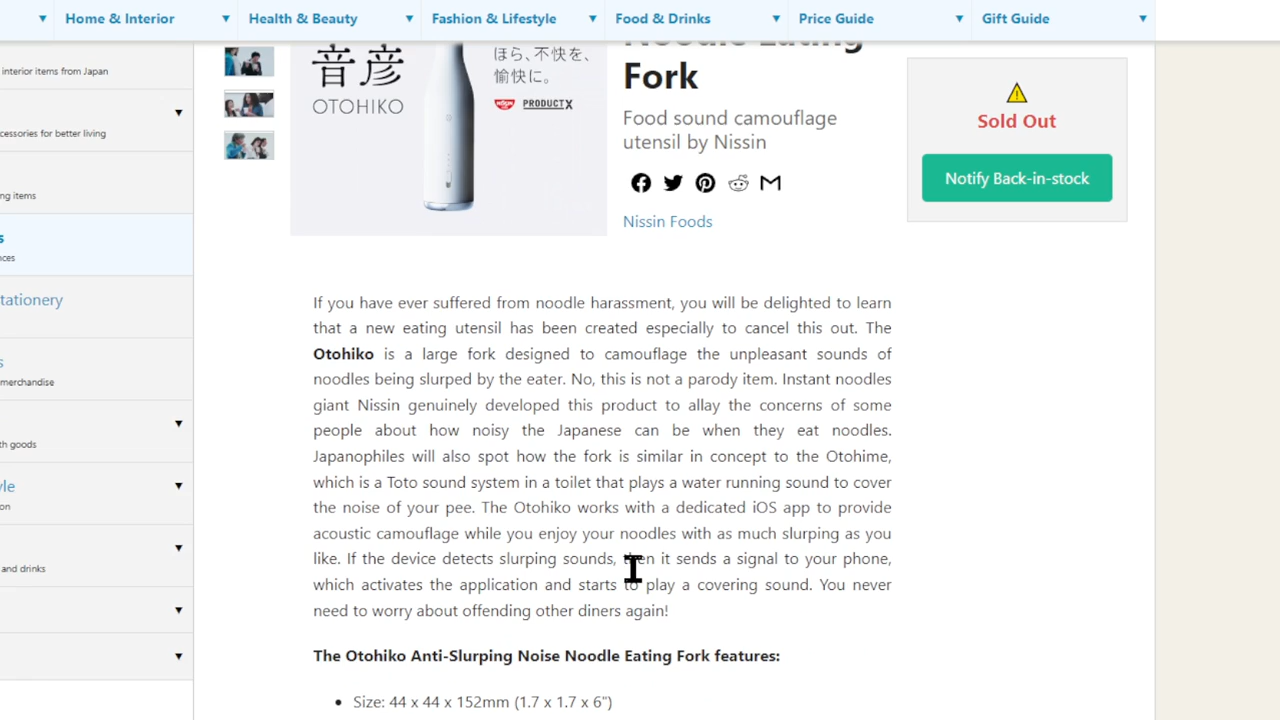 Home & Interior
Health & Beauty
Fashion & Lifestyle
Food & Drinks
Price Guide
Gift Guide
interior items from Japan
cessories for better living
ng items
s
nces
tationery
s
merchandise
th goods
yle
on
and drinks
音彦
OTOHIKO
ほら、不快を、
愉快に。
NISSIN PRODUCT X
Noodle Eating
Fork
Food sound camouflage
utensil by Nissin
Nissin Foods
Sold Out
Notify Back-in-stock
If you have ever suffered from noodle harassment, you will be delighted to learn
that a new eating utensil has been created especially to cancel this out. The
Otohiko is a large fork designed to camouflage the unpleasant sounds of
noodles being slurped by the eater. No, this is not a parody item. Instant noodles
giant Nissin genuinely developed this product to allay the concerns of some
people about how noisy the Japanese can be when they eat noodles.
Japanophiles will also spot how the fork is similar in concept to the Otohime,
which is a Toto sound system in a toilet that plays a water running sound to cover
the noise of your pee. The Otohiko works with a dedicated iOS app to provide
acoustic camouflage while you enjoy your noodles with as much slurping as you
like. If the device detects slurping sounds, then it sends a signal to your phone,
which activates the application and starts to play a covering sound. You never
need to worry about offending other diners again!
The Otohiko Anti-Slurping Noise Noodle Eating Fork features:
Size: 44 x 44 x 152mm (1.7 x 1.7 x 6")